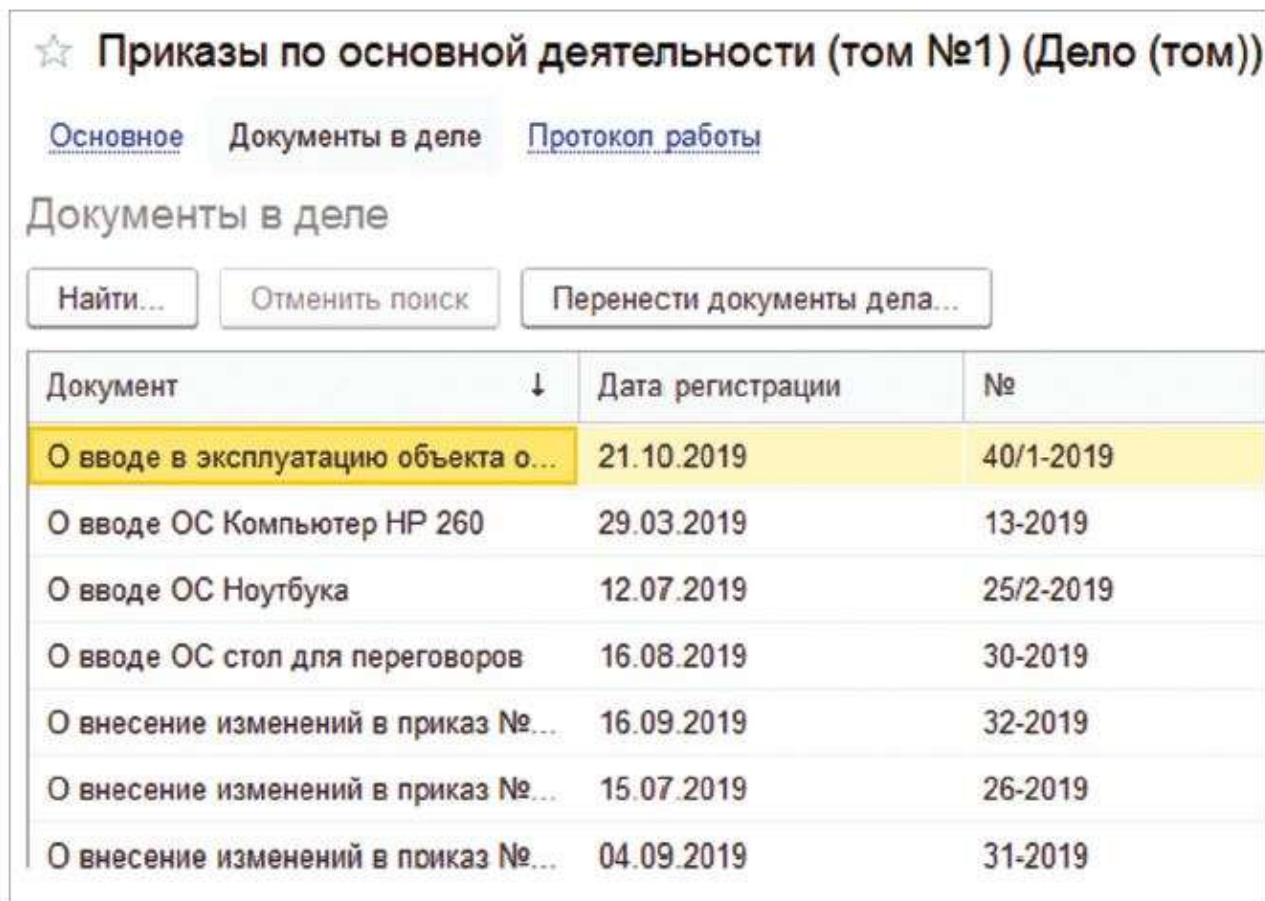 Приказы по основной деятельности (том №1) (Дело (том))
Основное Документы в деле Протокол работы
Документы в деле
Найти... Отменить поиск Перенести документы дела...
Документ ↓ Дата регистрации №
О вводе в эксплуатацию объекта о... 21.10.2019 40/1-2019
О вводе ОС Компьютер HP 260 29.03.2019 13-2019
О вводе ОС Ноутбука 12.07.2019 25/2-2019
О вводе ОС стол для переговоров 16.08.2019 30-2019
О внесение изменений в приказ №... 16.09.2019 32-2019
О внесение изменений в приказ №... 15.07.2019 26-2019
О внесение изменений в приказ №... 04.09.2019 31-2019